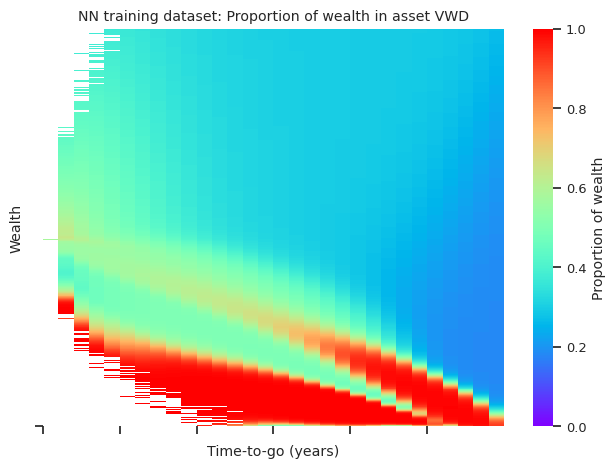 NN training dataset: Proportion of wealth in asset VWD
Wealth
Time-to-go (years)
1.0
0.8
0.6
0.4
0.2
0.0
Proportion of wealth